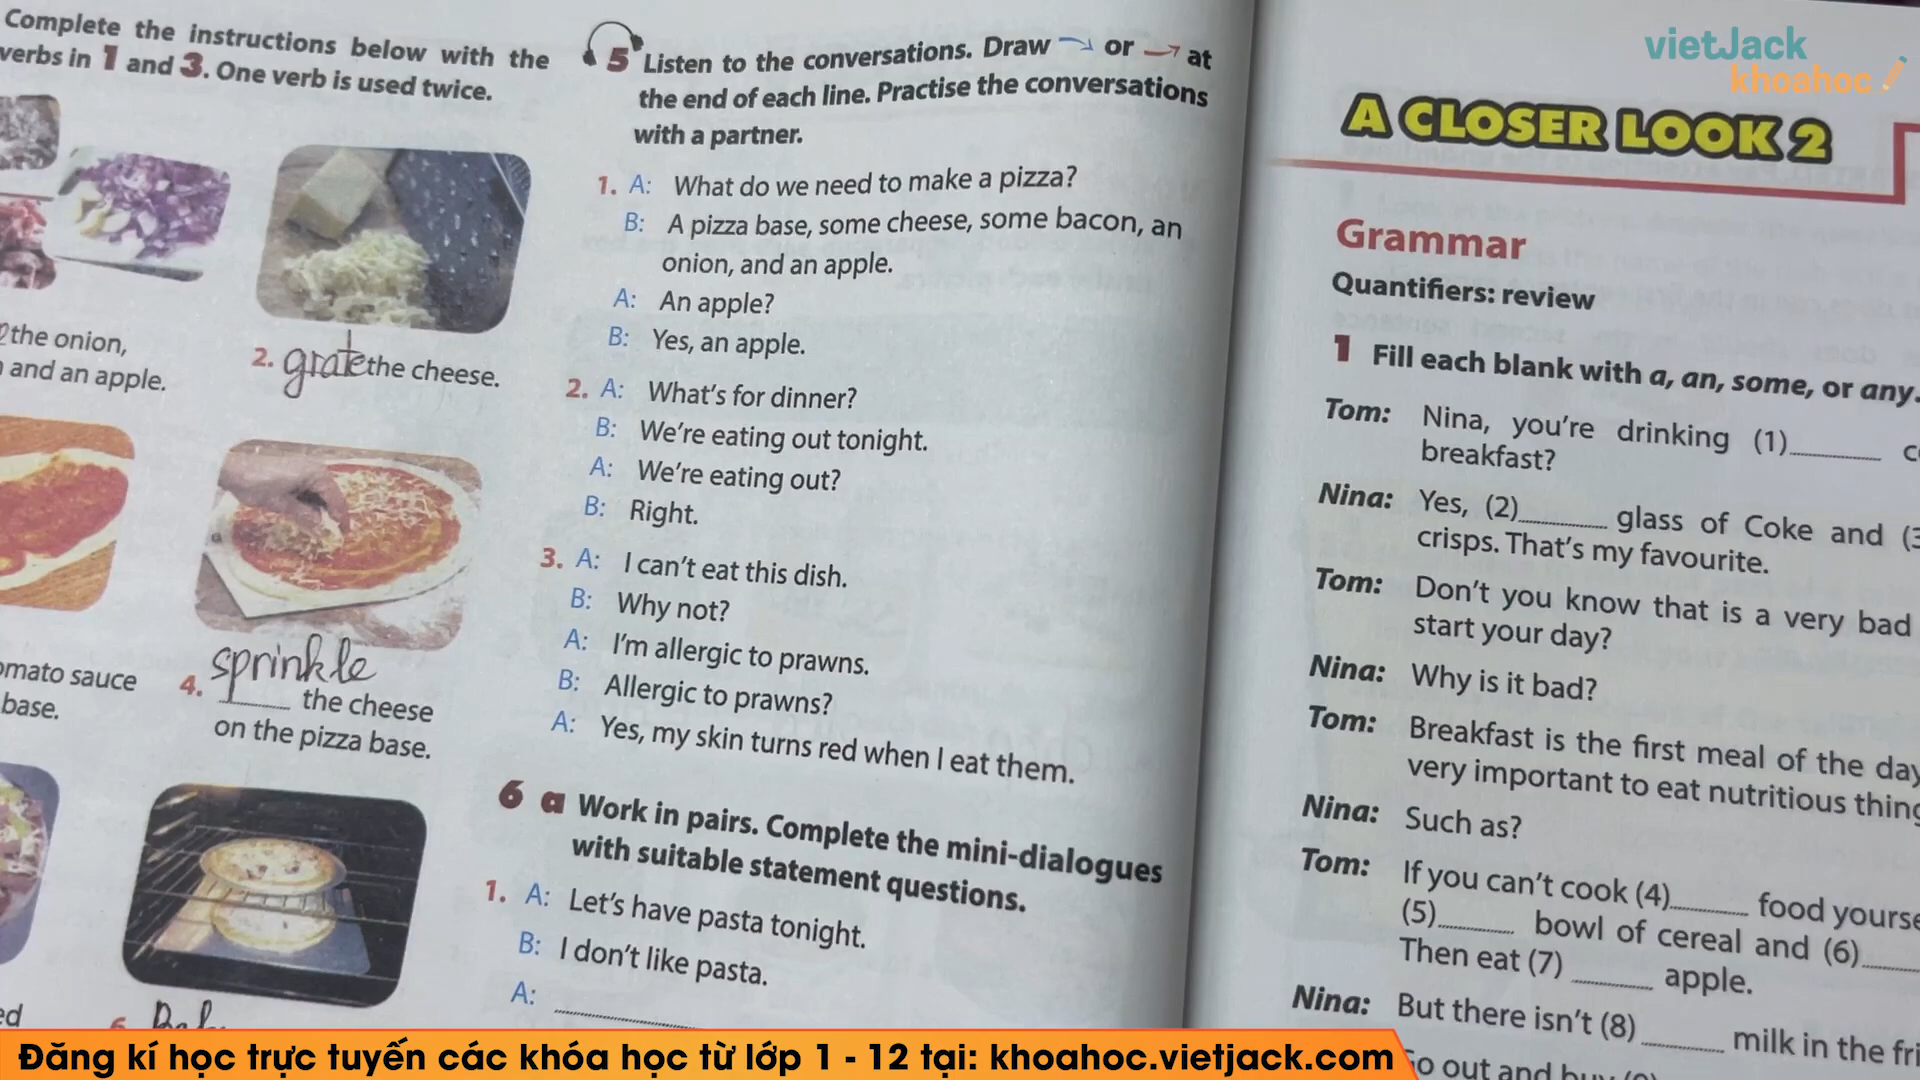 Complete the instructions below with the
verbs in 1 and 3. One verb is used twice.
the onion,
and an apple.
2. grate the cheese.
tomato sauce
base.
4. sprinkle the cheese
on the pizza base.
6.
5 Listen to the conversations. Draw or at
the end of each line. Practise the conversations
with a partner.
1. A: What do we need to make a pizza?
B: A pizza base, some cheese, some bacon, an
onion, and an apple.
A: An apple?
B: Yes, an apple.
2. A: What's for dinner?
B: We're eating out tonight.
A: We're eating out?
B: Right.
3. A: I can't eat this dish.
B: Why not?
A: I'm allergic to prawns.
B: Allergic to prawns?
A: Yes, my skin turns red when I eat them.
6 a Work in pairs. Complete the mini-dialogues
with suitable statement questions.
1. A: Let's have pasta tonight.
B: I don't like pasta.
A:
vietJack
khoahoc
A CLOSER LOOK 2
Grammar
Quantifiers: review
1 Fill each blank with a, an, some, or any.
Tom: Nina, you're drinking (1)
breakfast?
Nina: Yes, (2) glass of Coke and (3
crisps. That's my favourite.
Tom: Don't you know that is a very bad
start your day?
Nina: Why is it bad?
Tom: Breakfast is the first meal of the day
very important to eat nutritious thing
Nina: Such as?
Tom: If you can't cook (4) food yourse
(5) bowl of cereal and (6)
Then eat (7) apple.
Nina: But there isn't (8) milk in the fri
Go out and buy (9)
Đăng kí học trực tuyến các khóa học từ lớp 1 - 12 tại: khoahoc.vietjack.com